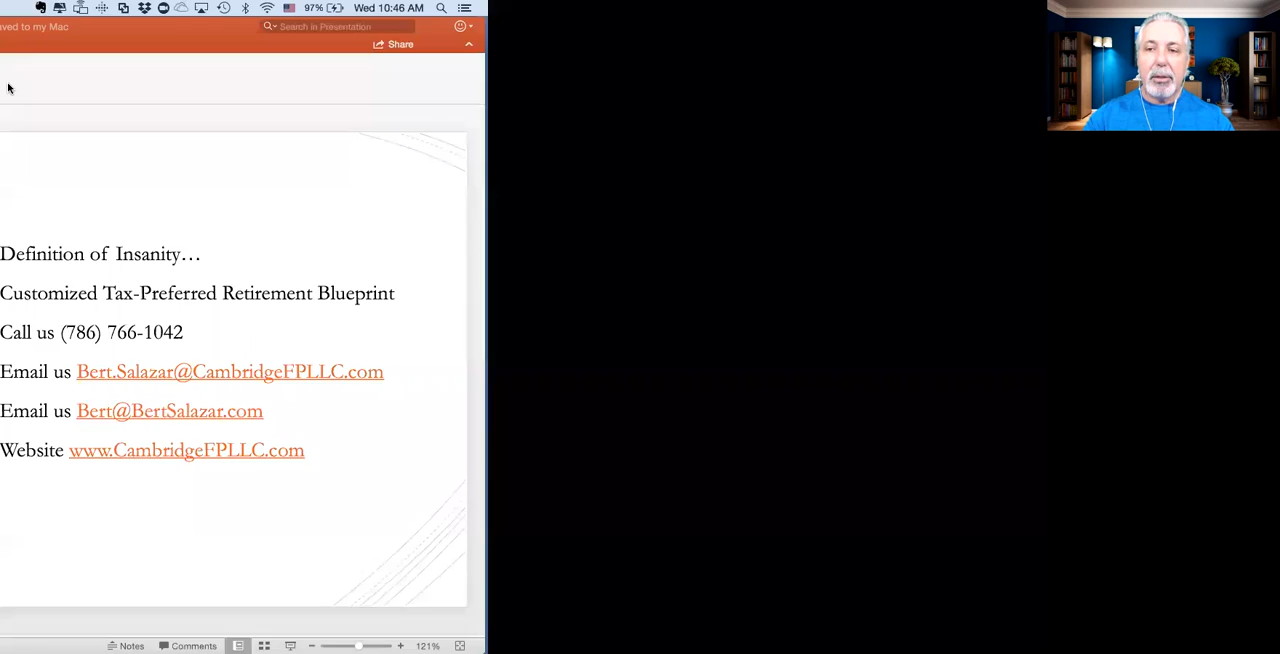 97% Wed 10:46 AM
aved to my Mac
Search in Presentation
Share
Definition of Insanity…
Customized Tax-Preferred Retirement Blueprint
Call us (786) 766-1042
Email us Bert.Salazar@CambridgeFPLLC.com
Email us Bert@BertSalazar.com
Website www.CambridgeFPLLC.com
Notes Comments 121%